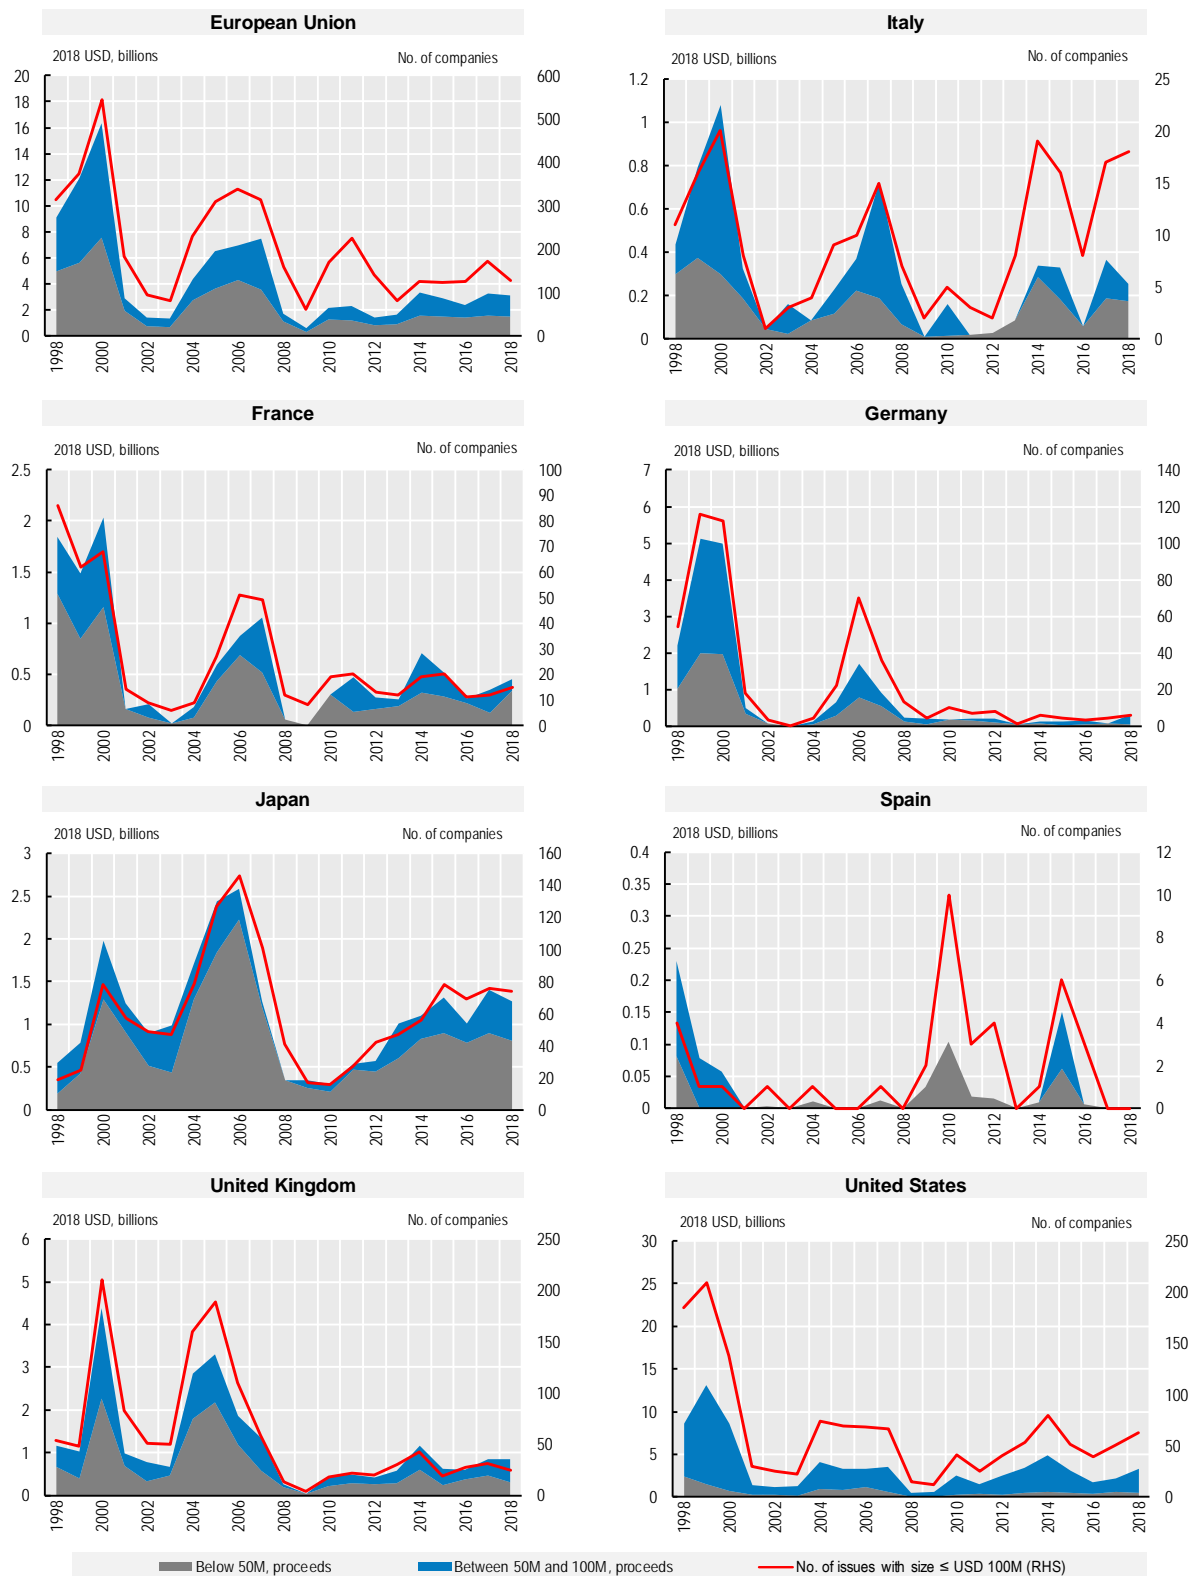 European Union
2018 USD, billions No. of companies
20 600
18
16 500
14
12 400
10 300
8
6 200
4
2 100
0 0
1998 2000 2002 2004 2006 2008 2010 2012 2014 2016 2018
Italy
2018 USD, billions No. of companies
1.2 25
1 20
0.8
15
0.6
0.4 10
0.2 5
0 0
1998 2000 2002 2004 2006 2008 2010 2012 2014 2016 2018
France
2018 USD, billions No. of companies
2.5 100
90
2 80
70
1.5 60
50
1 40
30
0.5 20
10
0 0
1998 2000 2002 2004 2006 2008 2010 2012 2014 2016 2018
Germany
2018 USD, billions No. of companies
7 140
6 120
5 100
4 80
3 60
2 40
1 20
0 0
1998 2000 2002 2004 2006 2008 2010 2012 2014 2016 2018
Japan
2018 USD, billions No. of companies
3 160
2.5 140
120
2 100
1.5 80
1 60
40
0.5 20
0 0
1998 2000 2002 2004 2006 2008 2010 2012 2014 2016 2018
Spain
2018 USD, billions No. of companies
0.4 12
0.35 10
0.3
0.25 8
0.2 6
0.15 4
0.1
0.05 2
0 0
1998 2000 2002 2004 2006 2008 2010 2012 2014 2016 2018
United Kingdom
2018 USD, billions No. of companies
6 250
5 200
4
150
3
2 100
1 50
0 0
1998 2000 2002 2004 2006 2008 2010 2012 2014 2016 2018
United States
2018 USD, billions No. of companies
30 250
25 200
20
150
15
10 100
5 50
0 0
1998 2000 2002 2004 2006 2008 2010 2012 2014 2016 2018
Below 50M, proceeds Between 50M and 100M, proceeds No. of issues with size ≤ USD 100M (RHS)